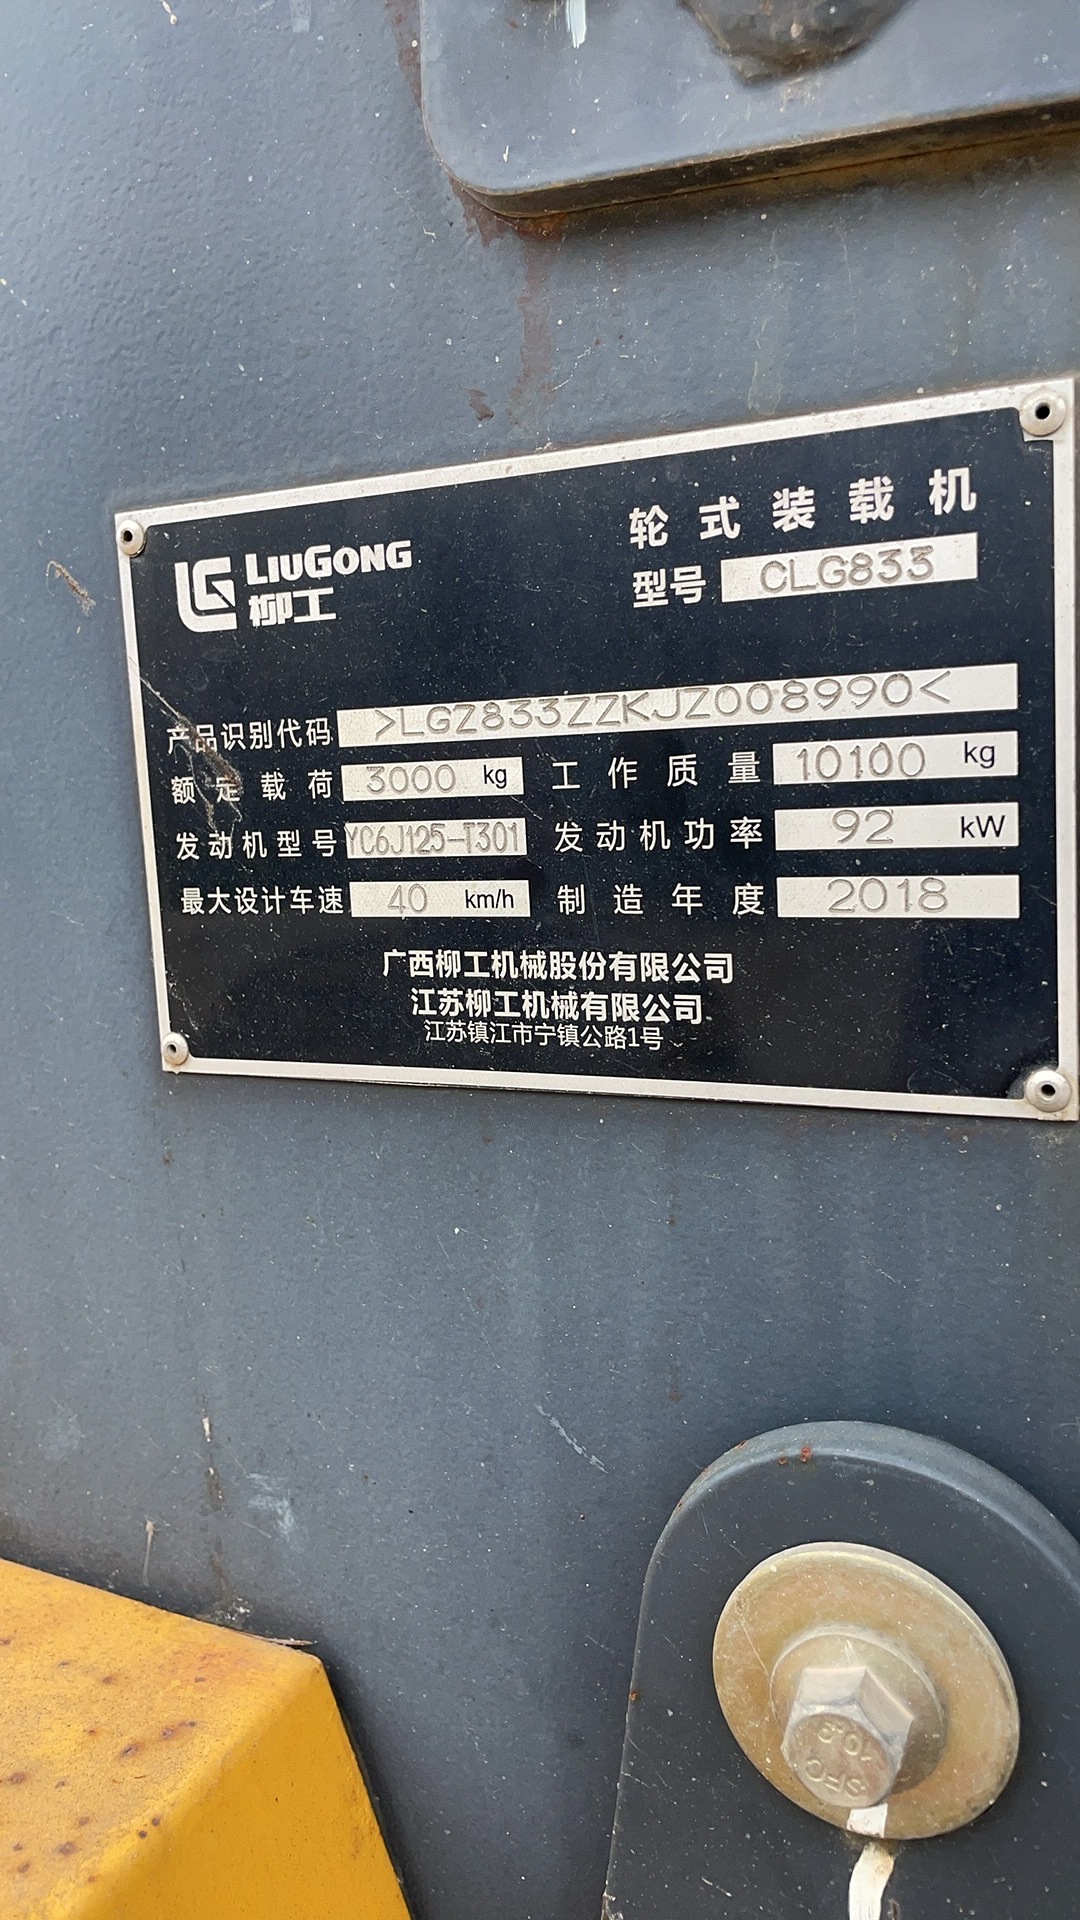 轮式装载机
LIUGONG
柳工
型号 CLG833
产品识别代码 >LGZ833ZZKJZ008990<
额定载荷 3000 kg 工作质量 10100 kg
发动机型号 YC6J125-T301 发动机功率 92 kW
最大设计车速 40 km/h 制造年度 2018
广西柳工机械股份有限公司
江苏柳工机械有限公司
江苏镇江市宁镇公路1号
10.9
SFC